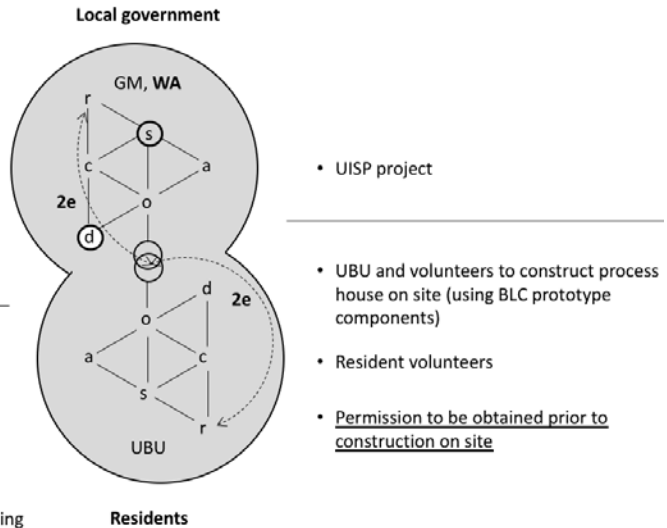 Local government
GM, WA
r
s
c
a
2e
o
d
d
2e
o
a
c
s
r
UBU
ing
Residents
• UISP project
• UBU and volunteers to construct process
house on site (using BLC prototype
components)
• Resident volunteers
• Permission to be obtained prior to
construction on site